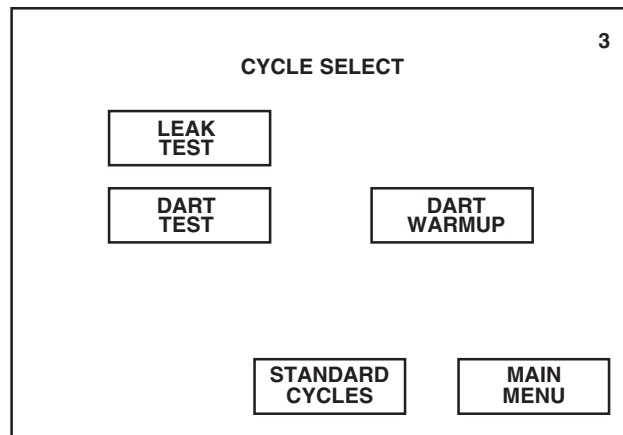 3
CYCLE SELECT
LEAK
TEST
DART
TEST
DART
WARMUP
STANDARD
CYCLES
MAIN
MENU